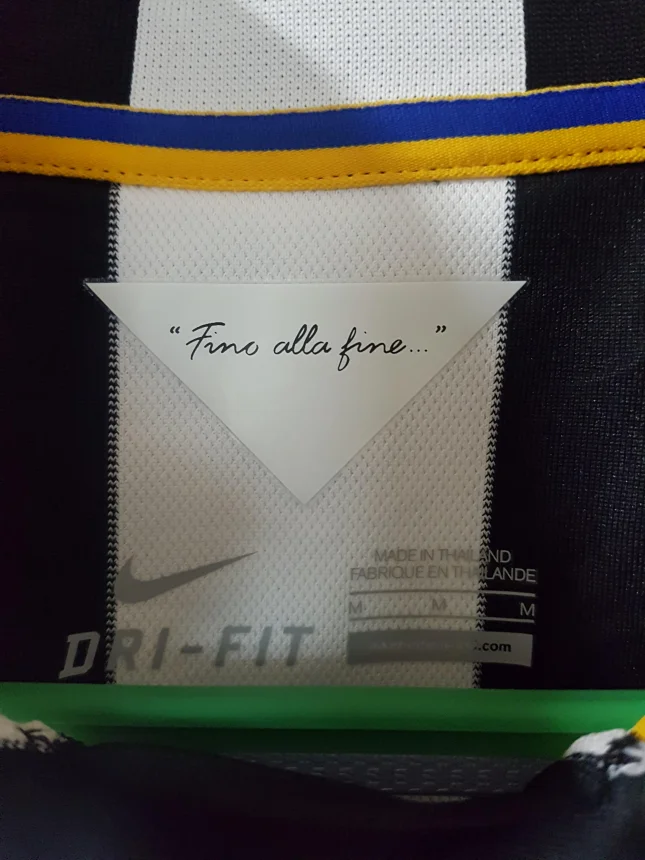 “Fino alla fine...”
MADE IN THAILAND
FABRIQUE EN THAILANDE
M M M
DRI-FIT
.com